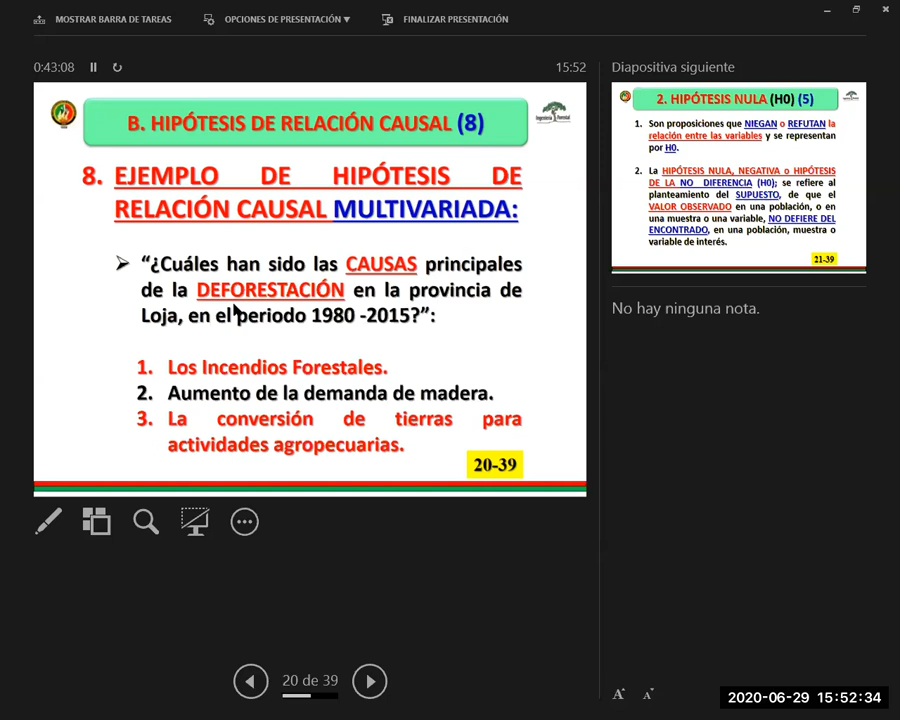 MOSTRAR BARRA DE TAREAS
OPCIONES DE PRESENTACIÓN ▼
FINALIZAR PRESENTACIÓN
0:43:08
15:52
B. HIPÓTESIS DE RELACIÓN CAUSAL (8)
8. EJEMPLO DE HIPÓTESIS DE
RELACIÓN CAUSAL MULTIVARIADA:
➢ “¿Cuáles han sido las CAUSAS principales
de la DEFORESTACIÓN en la provincia de
Loja, en el periodo 1980 -2015?”:
1. Los Incendios Forestales.
2. Aumento de la demanda de madera.
3. La conversión de tierras para
actividades agropecuarias.
20-39
20 de 39
Diapositiva siguiente
2. HIPÓTESIS NULA (H0) (5)
1. Son proposiciones que NIEGAN o REFUTAN la
relación entre las variables y se representan
por H0.
2. La HIPÓTESIS NULA, NEGATIVA o HIPÓTESIS
DE LA NO DIFERENCIA (H0); se refiere al
planteamiento del SUPUESTO, de que el
VALOR OBSERVADO en una población, o en
una muestra o una variable, NO DEFIERE DEL
ENCONTRADO, en una población, muestra o
variable de interés.
21-39
No hay ninguna nota.
A A
2020-06-29 15:52:34